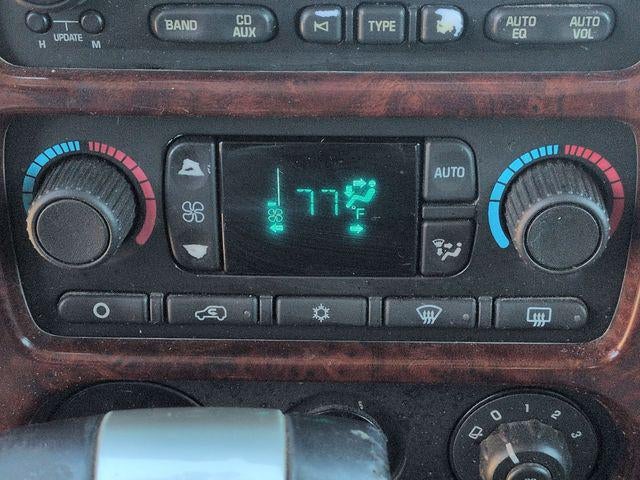 BAND
CD
AUX
TYPE
AUTO
EQ
AUTO
VOL
H UPDATE M
AUTO
77
°F
0 1 2 3